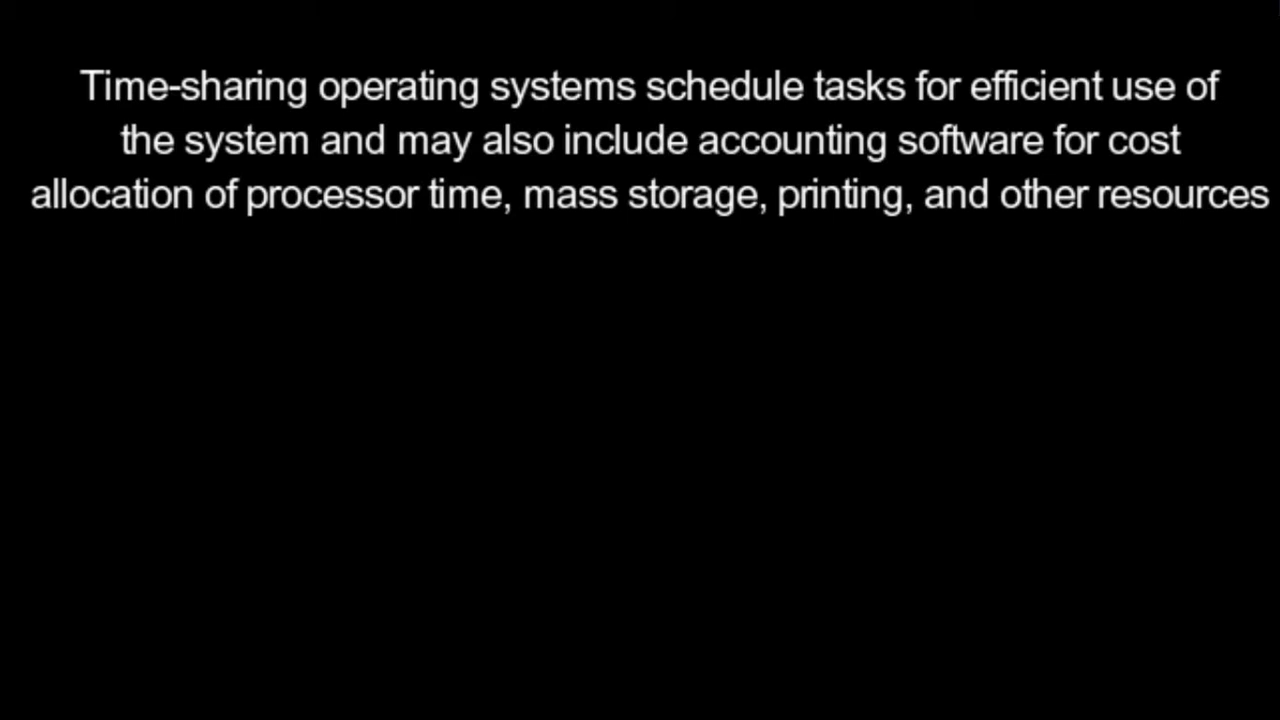 Time-sharing operating systems schedule tasks for efficient use of
the system and may also include accounting software for cost
allocation of processor time, mass storage, printing, and other resources